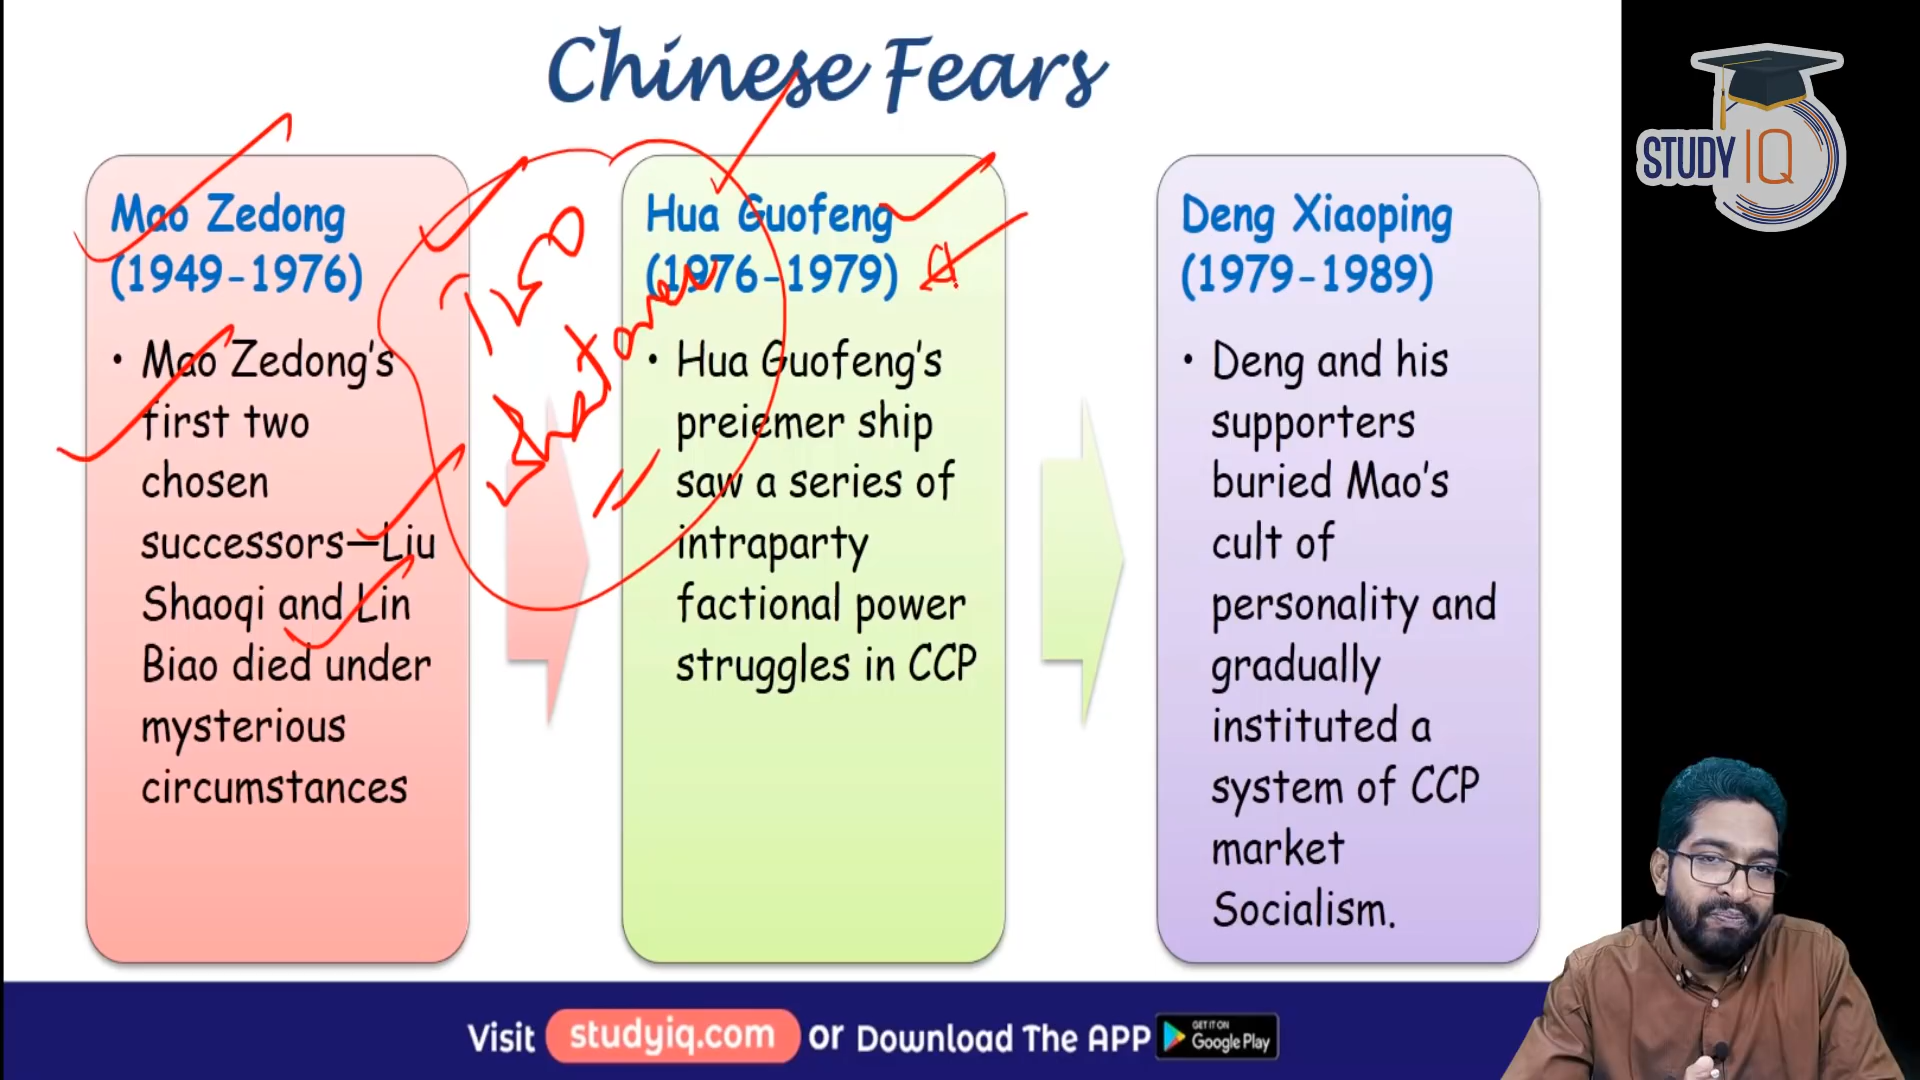 Chinese Fears
STUDY IQ
Mao Zedong
(1949-1976)
• Mao Zedong's
first two
chosen
successors—Liu
Shaoqi and Lin
Biao died under
mysterious
circumstances
Hua Guofeng
(1976-1979)
• Hua Guofeng's
preiemer ship
saw a series of
intraparty
factional power
struggles in CCP
Deng Xiaoping
(1979-1989)
• Deng and his
supporters
buried Mao's
cult of
personality and
gradually
instituted a
system of CCP
market
Socialism.
Visit studyiq.com or Download The APP
GET IT ON
Google Play